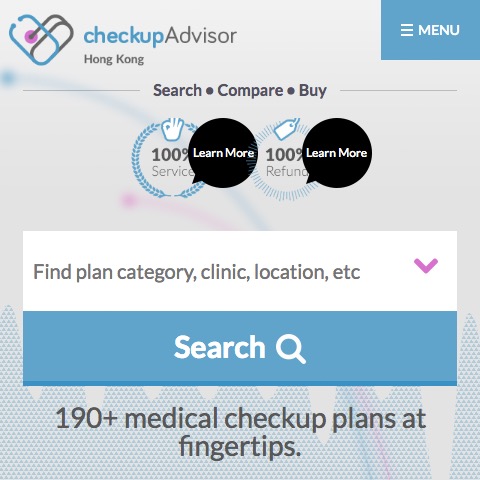 checkupAdvisor
Hong Kong
MENU
Search ● Compare ● Buy
100%
Service
Learn More
100%
Refund
Learn More
Find plan category, clinic, location, etc
Search
190+ medical checkup plans at
fingertips.